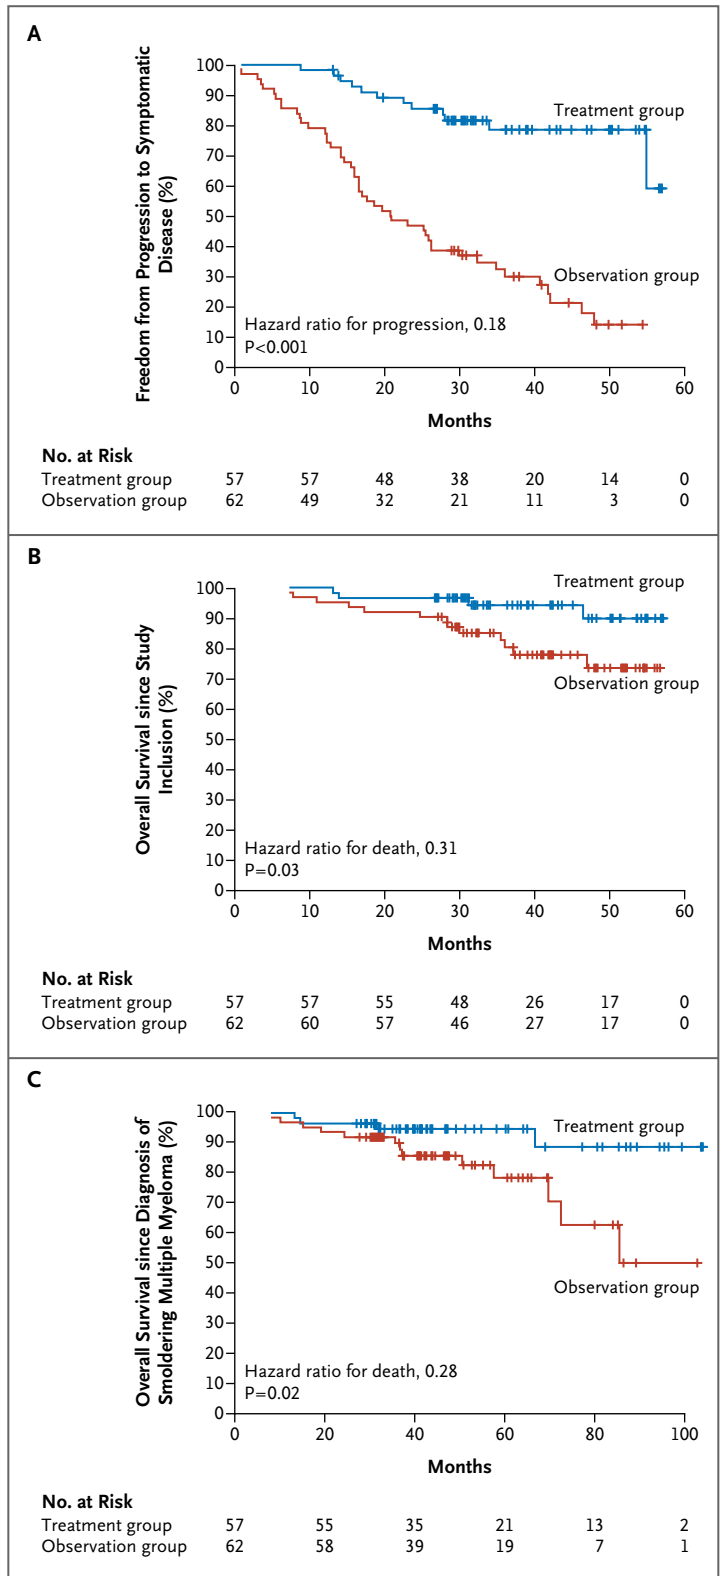 A
Freedom from Progression to Symptomatic
Disease (%)
100
90
80
70
60
50
40
30
20
10
0
Treatment group
Observation group
Hazard ratio for progression, 0.18
P<0.001
0 10 20 30 40 50 60
Months
No. at Risk
Treatment group 57 57 48 38 20 14 0
Observation group 62 49 32 21 11 3 0
B
Overall Survival since Study
Inclusion (%)
100
90
80
70
60
50
40
30
20
10
0
Treatment group
Observation group
Hazard ratio for death, 0.31
P=0.03
0 10 20 30 40 50 60
Months
No. at Risk
Treatment group 57 57 55 48 26 17 0
Observation group 62 60 57 46 27 17 0
C
Overall Survival since Diagnosis of
Smoldering Multiple Myeloma (%)
100
90
80
70
60
50
40
30
20
10
0
Treatment group
Observation group
Hazard ratio for death, 0.28
P=0.02
0 20 40 60 80 100
Months
No. at Risk
Treatment group 57 55 35 21 13 2
Observation group 62 58 39 19 7 1